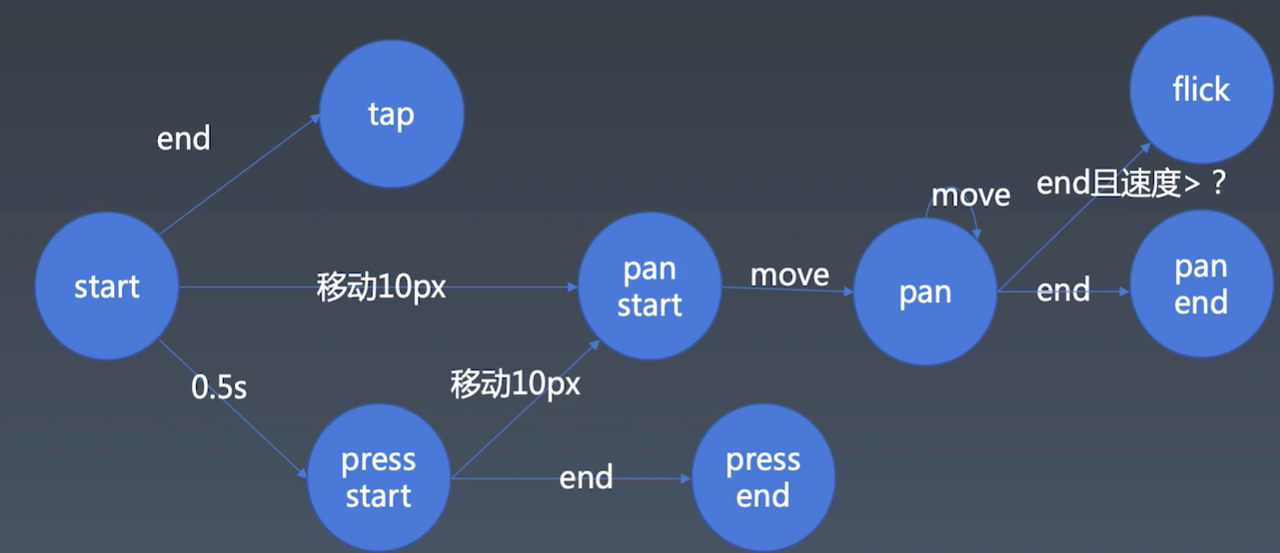 flick
tap
end
end且速度>？
move
start
移动10px
pan
start
move
pan
end
pan
end
0.5s
移动10px
press
start
end
press
end